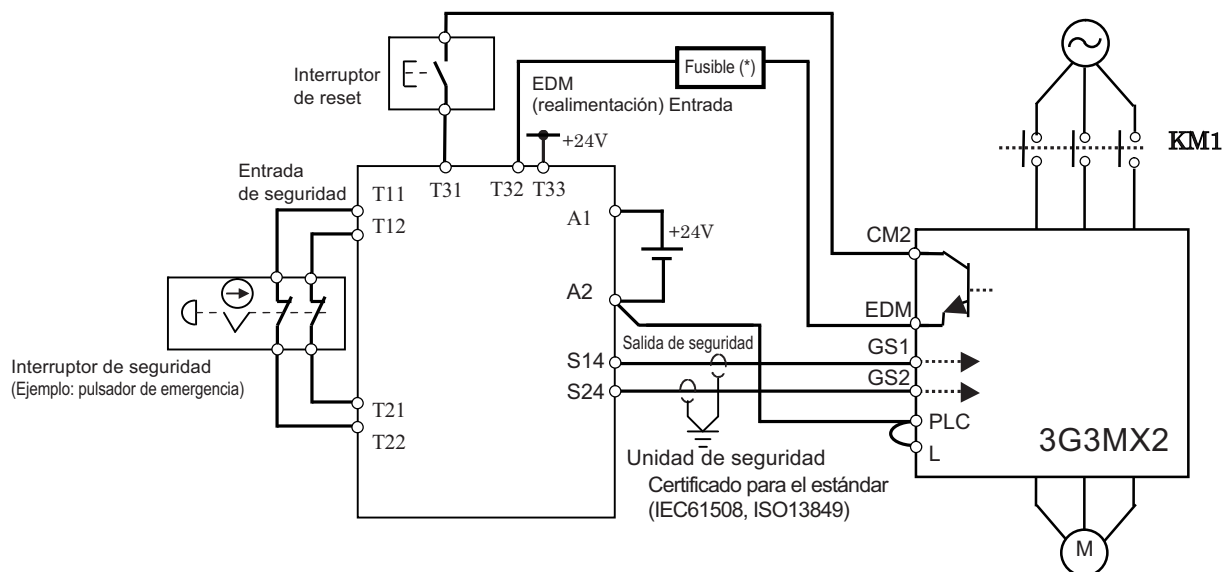 Interruptor
de reset
EDM
(realimentación) Entrada
Fusible (*)
+24V
KM1
Entrada
de seguridad
T11
T12
T31
T32
T33
A1
+24V
A2
CM2
EDM
Salida de seguridad
GS1
S14
GS2
S24
Interruptor de seguridad
(Ejemplo: pulsador de emergencia)
T21
T22
PLC
L
3G3MX2
Unidad de seguridad
Certificado para el estándar
(IEC61508, ISO13849)
M